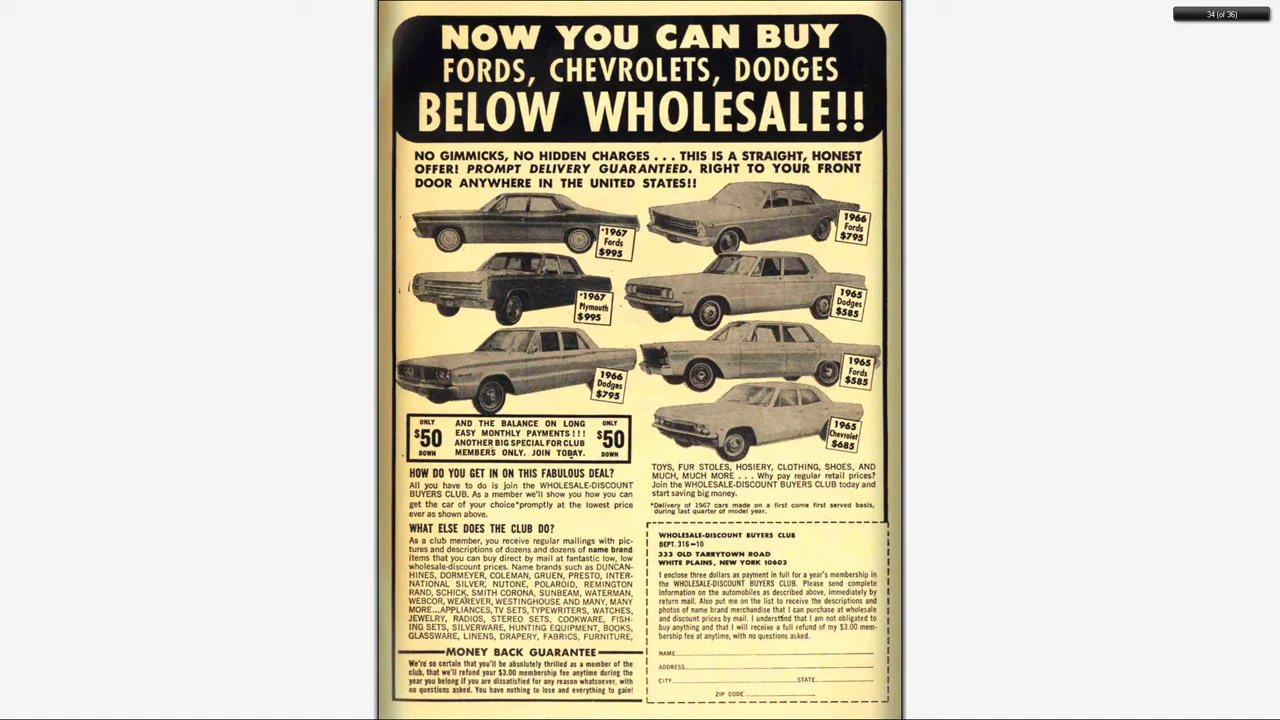 34 (of 36)
NOW YOU CAN BUY
FORDS, CHEVROLETS, DODGES
BELOW WHOLESALE!!
NO GIMMICKS, NO HIDDEN CHARGES . . . THIS IS A STRAIGHT, HONEST
OFFER! PROMPT DELIVERY GUARANTEED. RIGHT TO YOUR FRONT
DOOR ANYWHERE IN THE UNITED STATES!!
*1967
Fords
$995
1966
Fords
$795
*1967
Plymouth
$995
1965
Dodges
$585
1966
Dodges
$795
1965
Fords
$585
1965
Chevrolet
$685
ONLY
$50
DOWN
AND THE BALANCE ON LONG
EASY MONTHLY PAYMENTS!!!
ANOTHER BIG SPECIAL FOR CLUB
MEMBERS ONLY. JOIN TODAY.
ONLY
$50
DOWN
HOW DO YOU GET IN ON THIS FABULOUS DEAL?
All you have to do is join the WHOLESALE-DISCOUNT
BUYERS CLUB. As a member we'll show you how you can
get the car of your choice*promptly at the lowest price
ever as shown above.
WHAT ELSE DOES THE CLUB DO?
As a club member, you receive regular mailings with pic-
tures and descriptions of dozens and dozens of name brand
items that you can buy direct by mail at fantastic low, low
wholesale-discount prices. Name brands such as DUNCAN-
HINES, DORMEYER, COLEMAN, GRUEN, PRESTO, INTER-
NATIONAL SILVER, NUTONE, POLAROID, REMINGTON
RAND, SCHICK, SMITH CORONA, SUNBEAM, WATERMAN,
WEBCOR, WEAREVER, WESTINGHOUSE AND MANY, MANY
MORE...APPLIANCES, TV SETS, TYPEWRITERS, WATCHES,
JEWELRY, RADIOS, STEREO SETS, COOKWARE, FISH-
ING SETS, SILVERWARE, HUNTING EQUIPMENT, BOOKS,
GLASSWARE, LINENS, DRAPERY, FABRICS, FURNITURE,
MONEY BACK GUARANTEE
We're so certain that you'll be absolutely thrilled as a member of the
club, that we'll refund your $3.00 membership fee anytime during the
year you belong if you are dissatisfied for any reason whatsoever, with
no questions asked. You have nothing to lose and everything to gain!
TOYS, FUR STOLES, HOSIERY, CLOTHING, SHOES, AND
MUCH, MUCH MORE . . . Why pay regular retail prices?
Join the WHOLESALE-DISCOUNT BUYERS CLUB today and
start saving big money.
*Delivery of 1967 cars made on a first come first served basis,
during last quarter of model year.
WHOLESALE-DISCOUNT BUYERS CLUB
DEPT. 316-10
333 OLD TARRYTOWN ROAD
WHITE PLAINS, NEW YORK 10603
I enclose three dollars as payment in full for a year's membership in
the WHOLESALE-DISCOUNT BUYERS CLUB. Please send complete
information on the automobiles as described above, immediately by
return mail. Also put me on the list to receive the descriptions and
photos of name brand merchandise that I can purchase at wholesale
and discount prices by mail. I understand that I am not obligated to
buy anything and that I will receive a full refund of my $3.00 mem-
bership fee at anytime, with no questions asked.
NAME
ADDRESS
CITY STATE
ZIP CODE